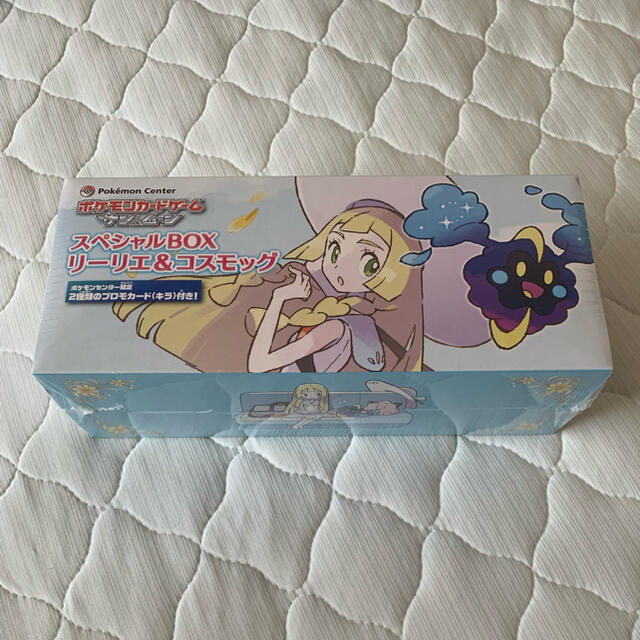 Pokémon Center
ポケモンカードゲーム
サン&ムーン
スペシャルBOX
リーリエ&コスモッグ
ポケモンセンター限定
2種類のプロモカード(キラ)付き!